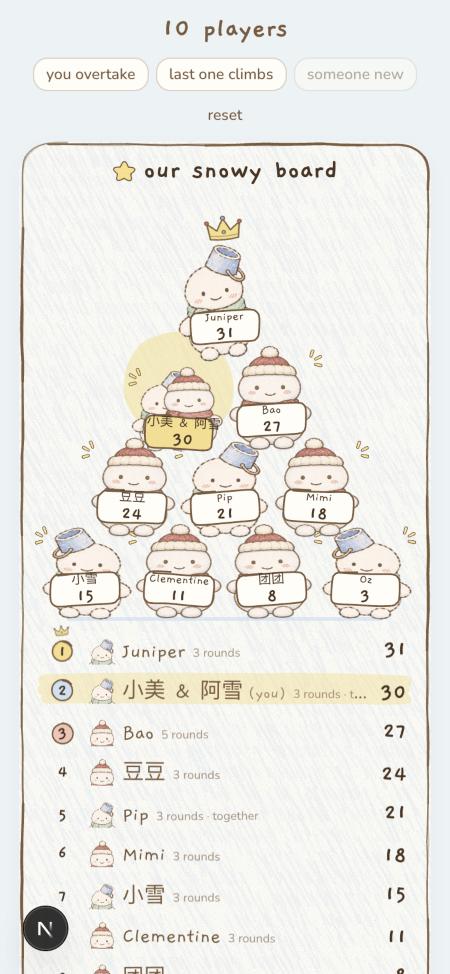 10 players
you overtake
last one climbs
someone new
reset
our snowy board
Juniper
31
小美 & 阿雪
30
Bao
27
豆豆
24
Pip
21
Mimi
18
小雪
15
Clementine
11
团团
8
Oz
3
1 Juniper 3 rounds 31
2 小美 & 阿雪 (you) 3 rounds · t... 30
3 Bao 5 rounds 27
4 豆豆 3 rounds 24
5 Pip 3 rounds · together 21
6 Mimi 3 rounds 18
7 小雪 3 rounds 15
N
Clementine 3 rounds 11